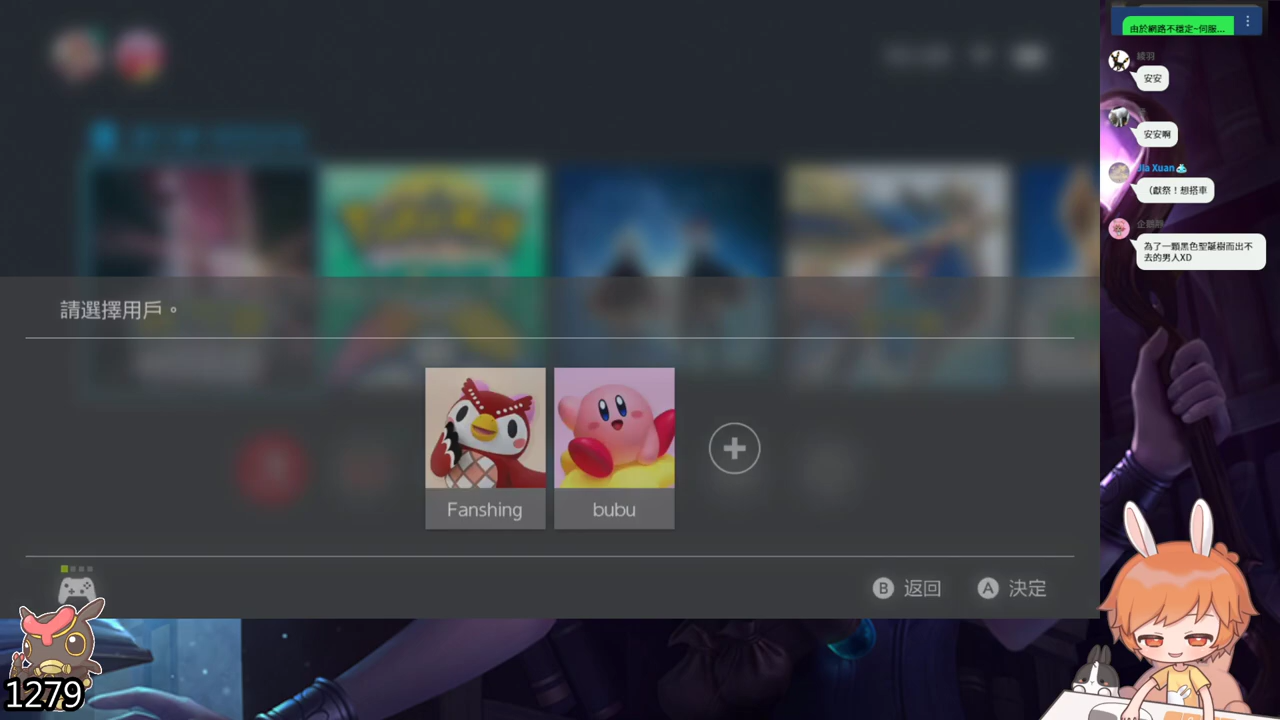 由於網路不穩定~伺服...
綾羽
安安
安安啊
Jia Xuan
（獻祭！想搭車
為了一顆黑色聖誕樹而出不
去的男人XD
請選擇用戶。
Fanshing
bubu
B 返回
A 決定
1279